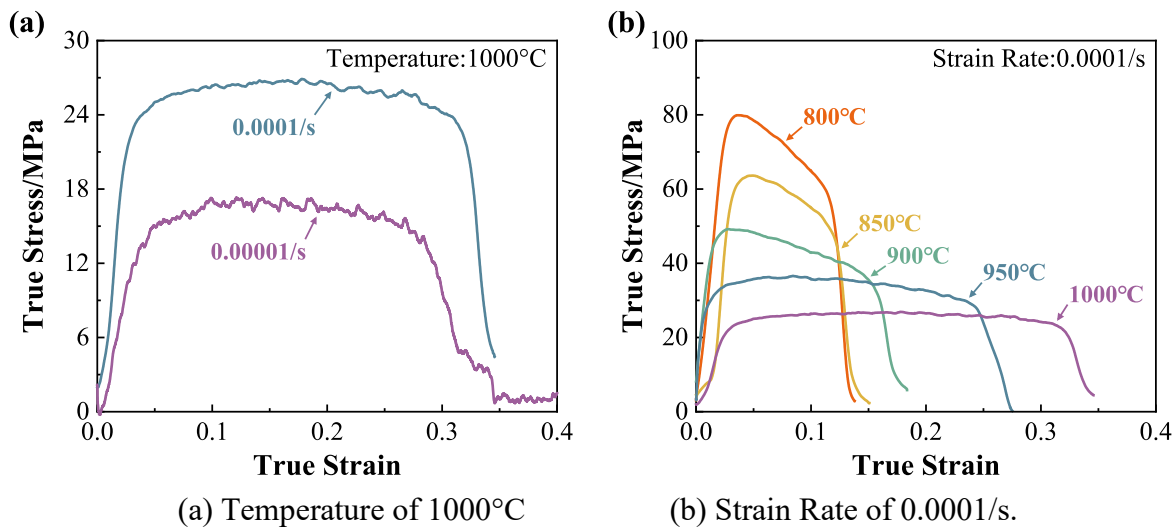 (a)
30
24
18
12
6
0
True Stress/MPa
Temperature:1000°C
0.0001/s
0.00001/s
0.0 0.1 0.2 0.3 0.4
True Strain
(a) Temperature of 1000°C
(b)
100
80
60
40
20
0
True Stress/MPa
Strain Rate:0.0001/s
800°C
850°C
900°C
950°C
1000°C
0.0 0.1 0.2 0.3 0.4
True Strain
(b) Strain Rate of 0.0001/s.